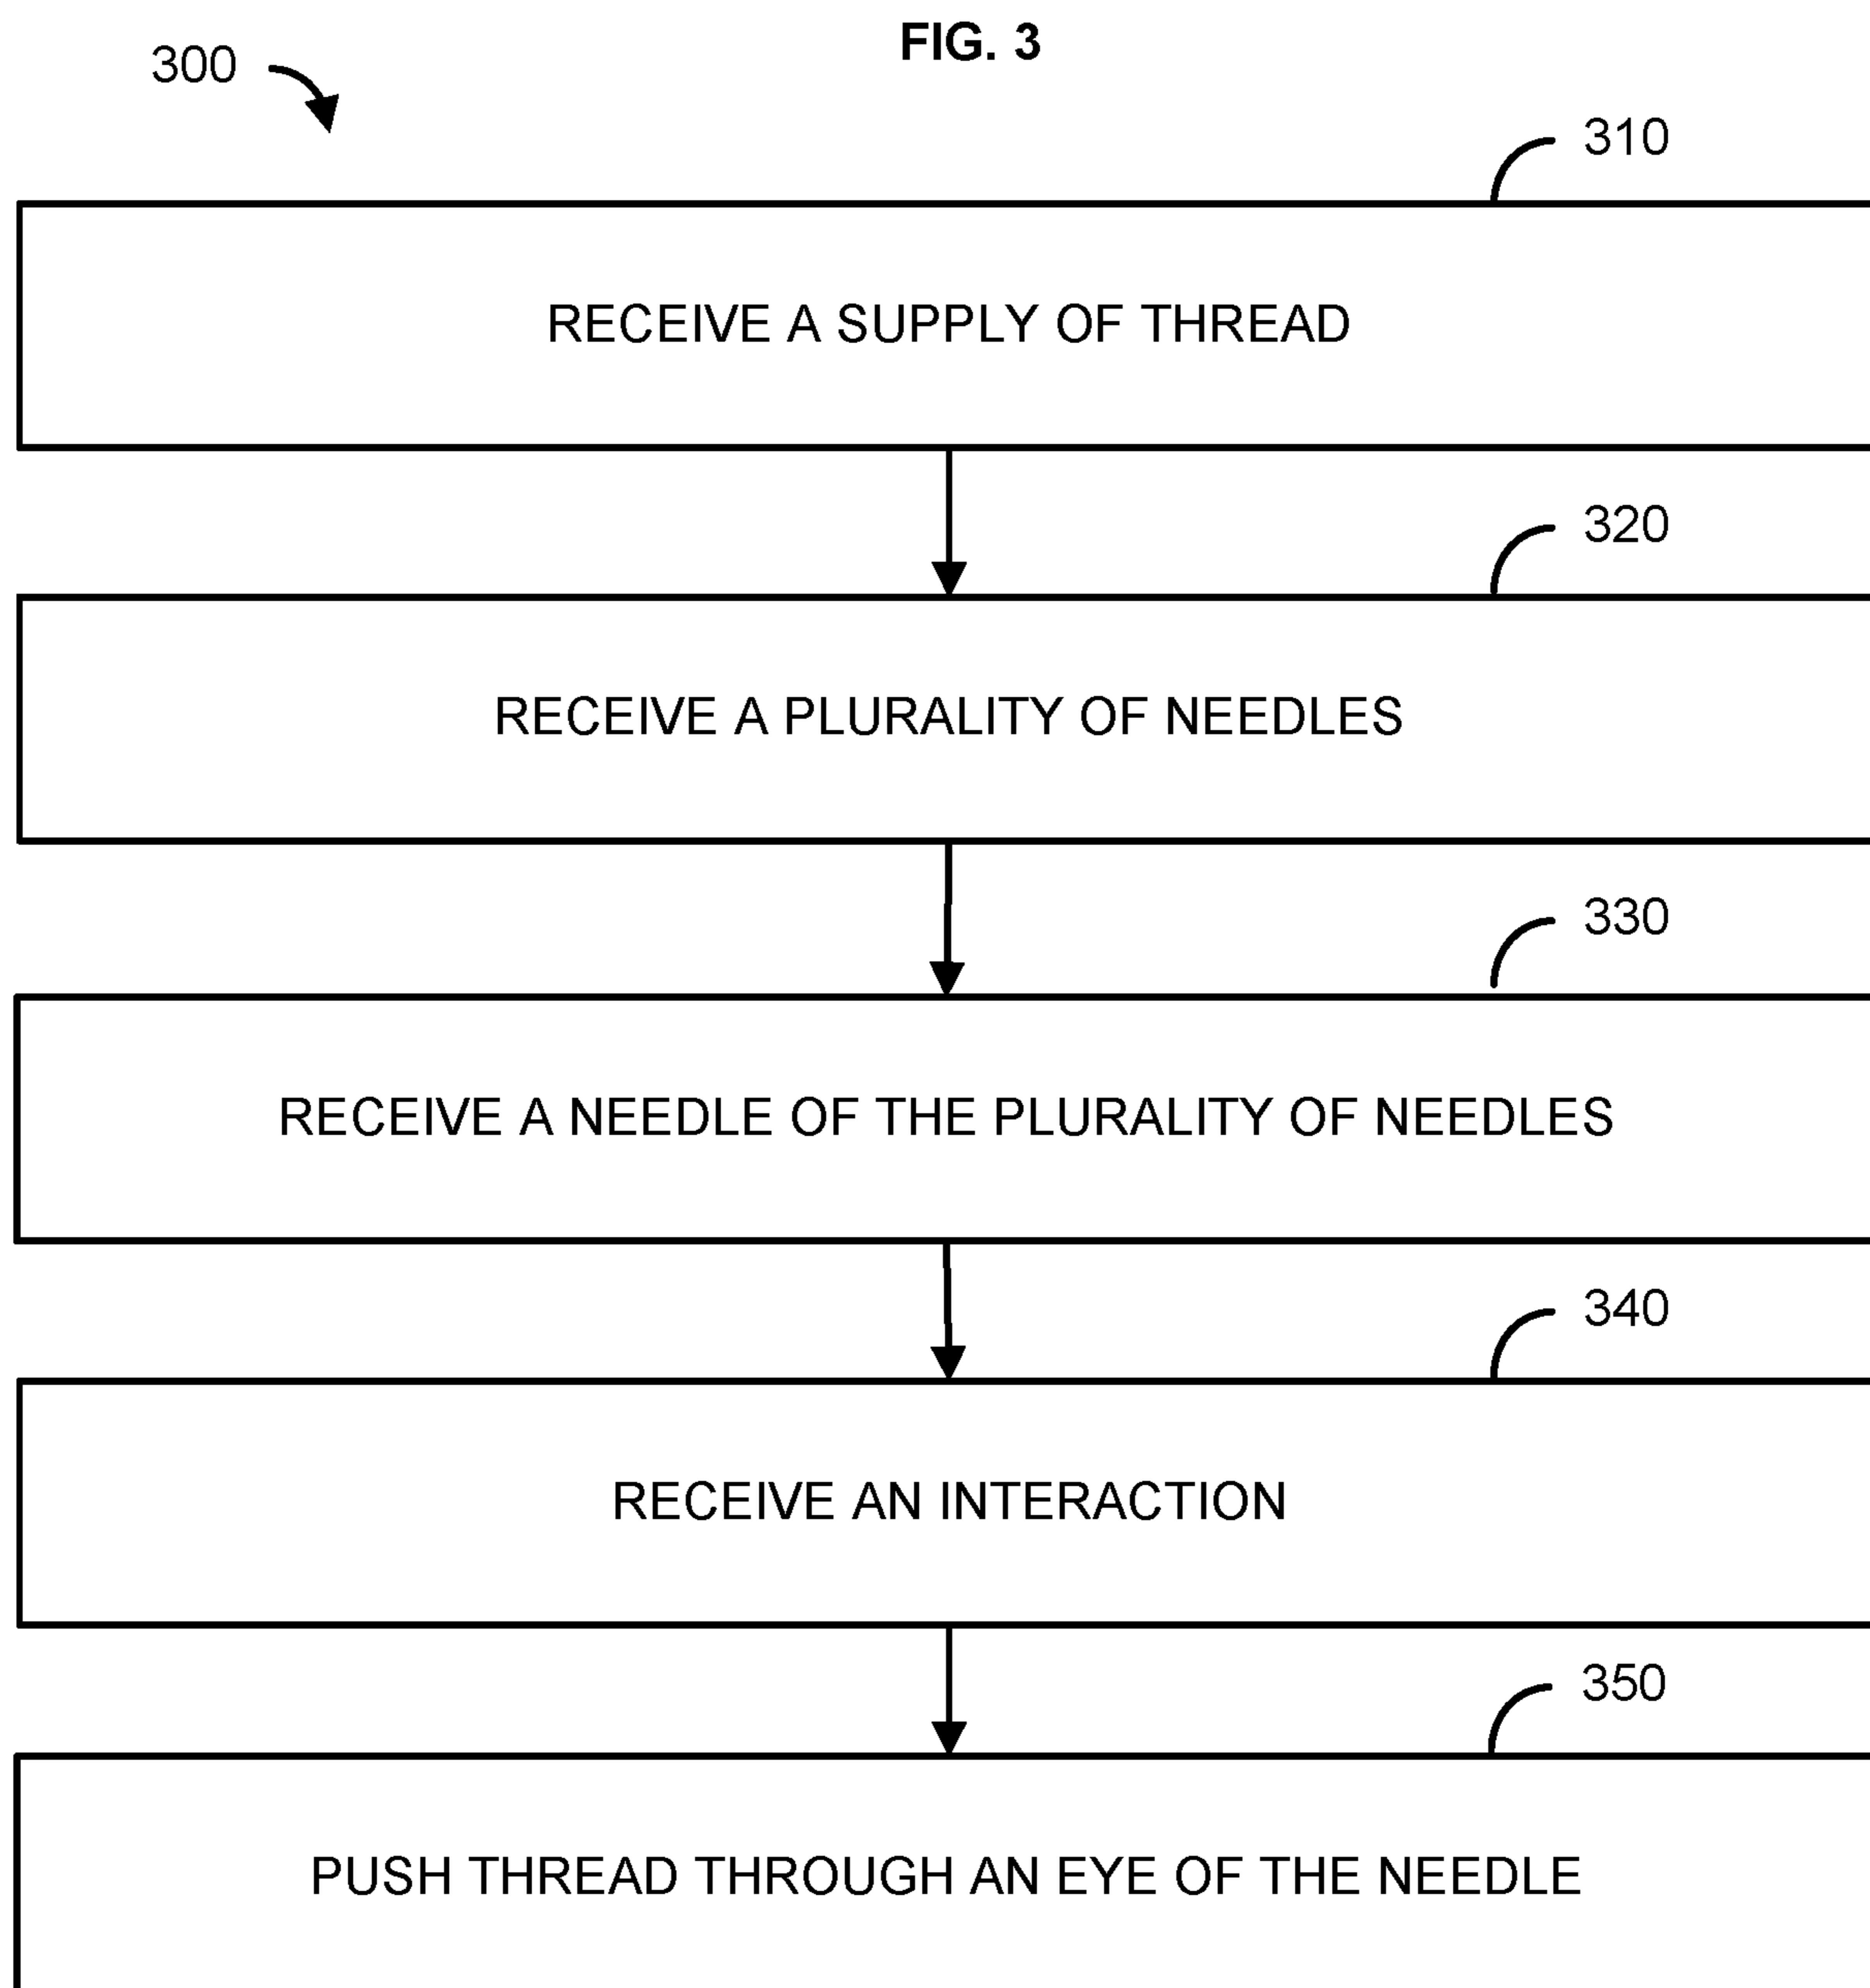 FIG. 3
300
310
RECEIVE A SUPPLY OF THREAD
320
RECEIVE A PLURALITY OF NEEDLES
330
RECEIVE A NEEDLE OF THE PLURALITY OF NEEDLES
340
RECEIVE AN INTERACTION
350
PUSH THREAD THROUGH AN EYE OF THE NEEDLE